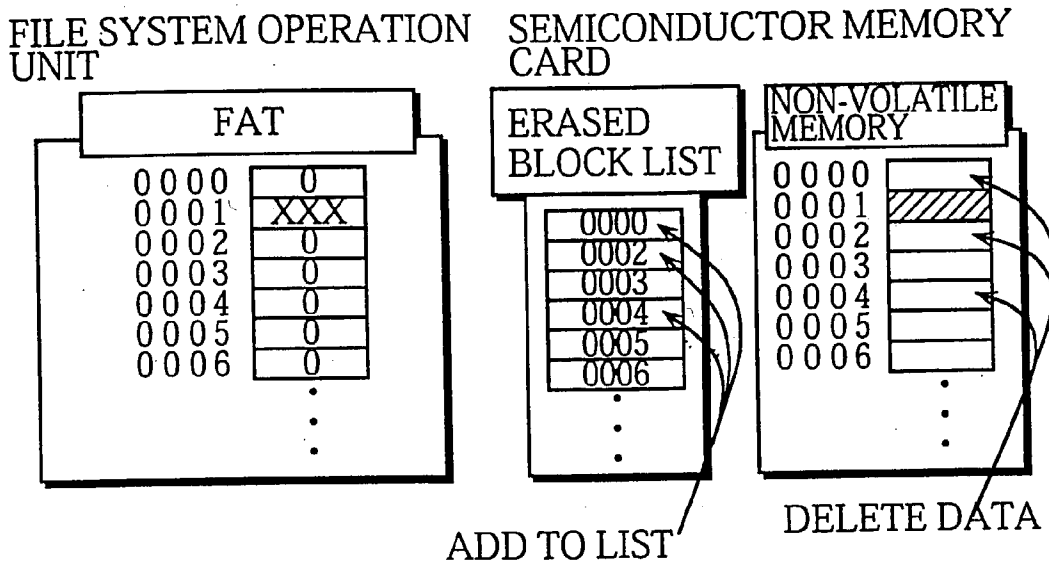 FILE SYSTEM OPERATION
UNIT
FAT
0000 0
0001 XXX
0002 0
0003 0
0004 0
0005 0
0006 0
SEMICONDUCTOR MEMORY
CARD
ERASED
BLOCK LIST
0000
0002
0003
0004
0005
0006
NON-VOLATILE
MEMORY
0000
0001
0002
0003
0004
0005
0006
ADD TO LIST
DELETE DATA